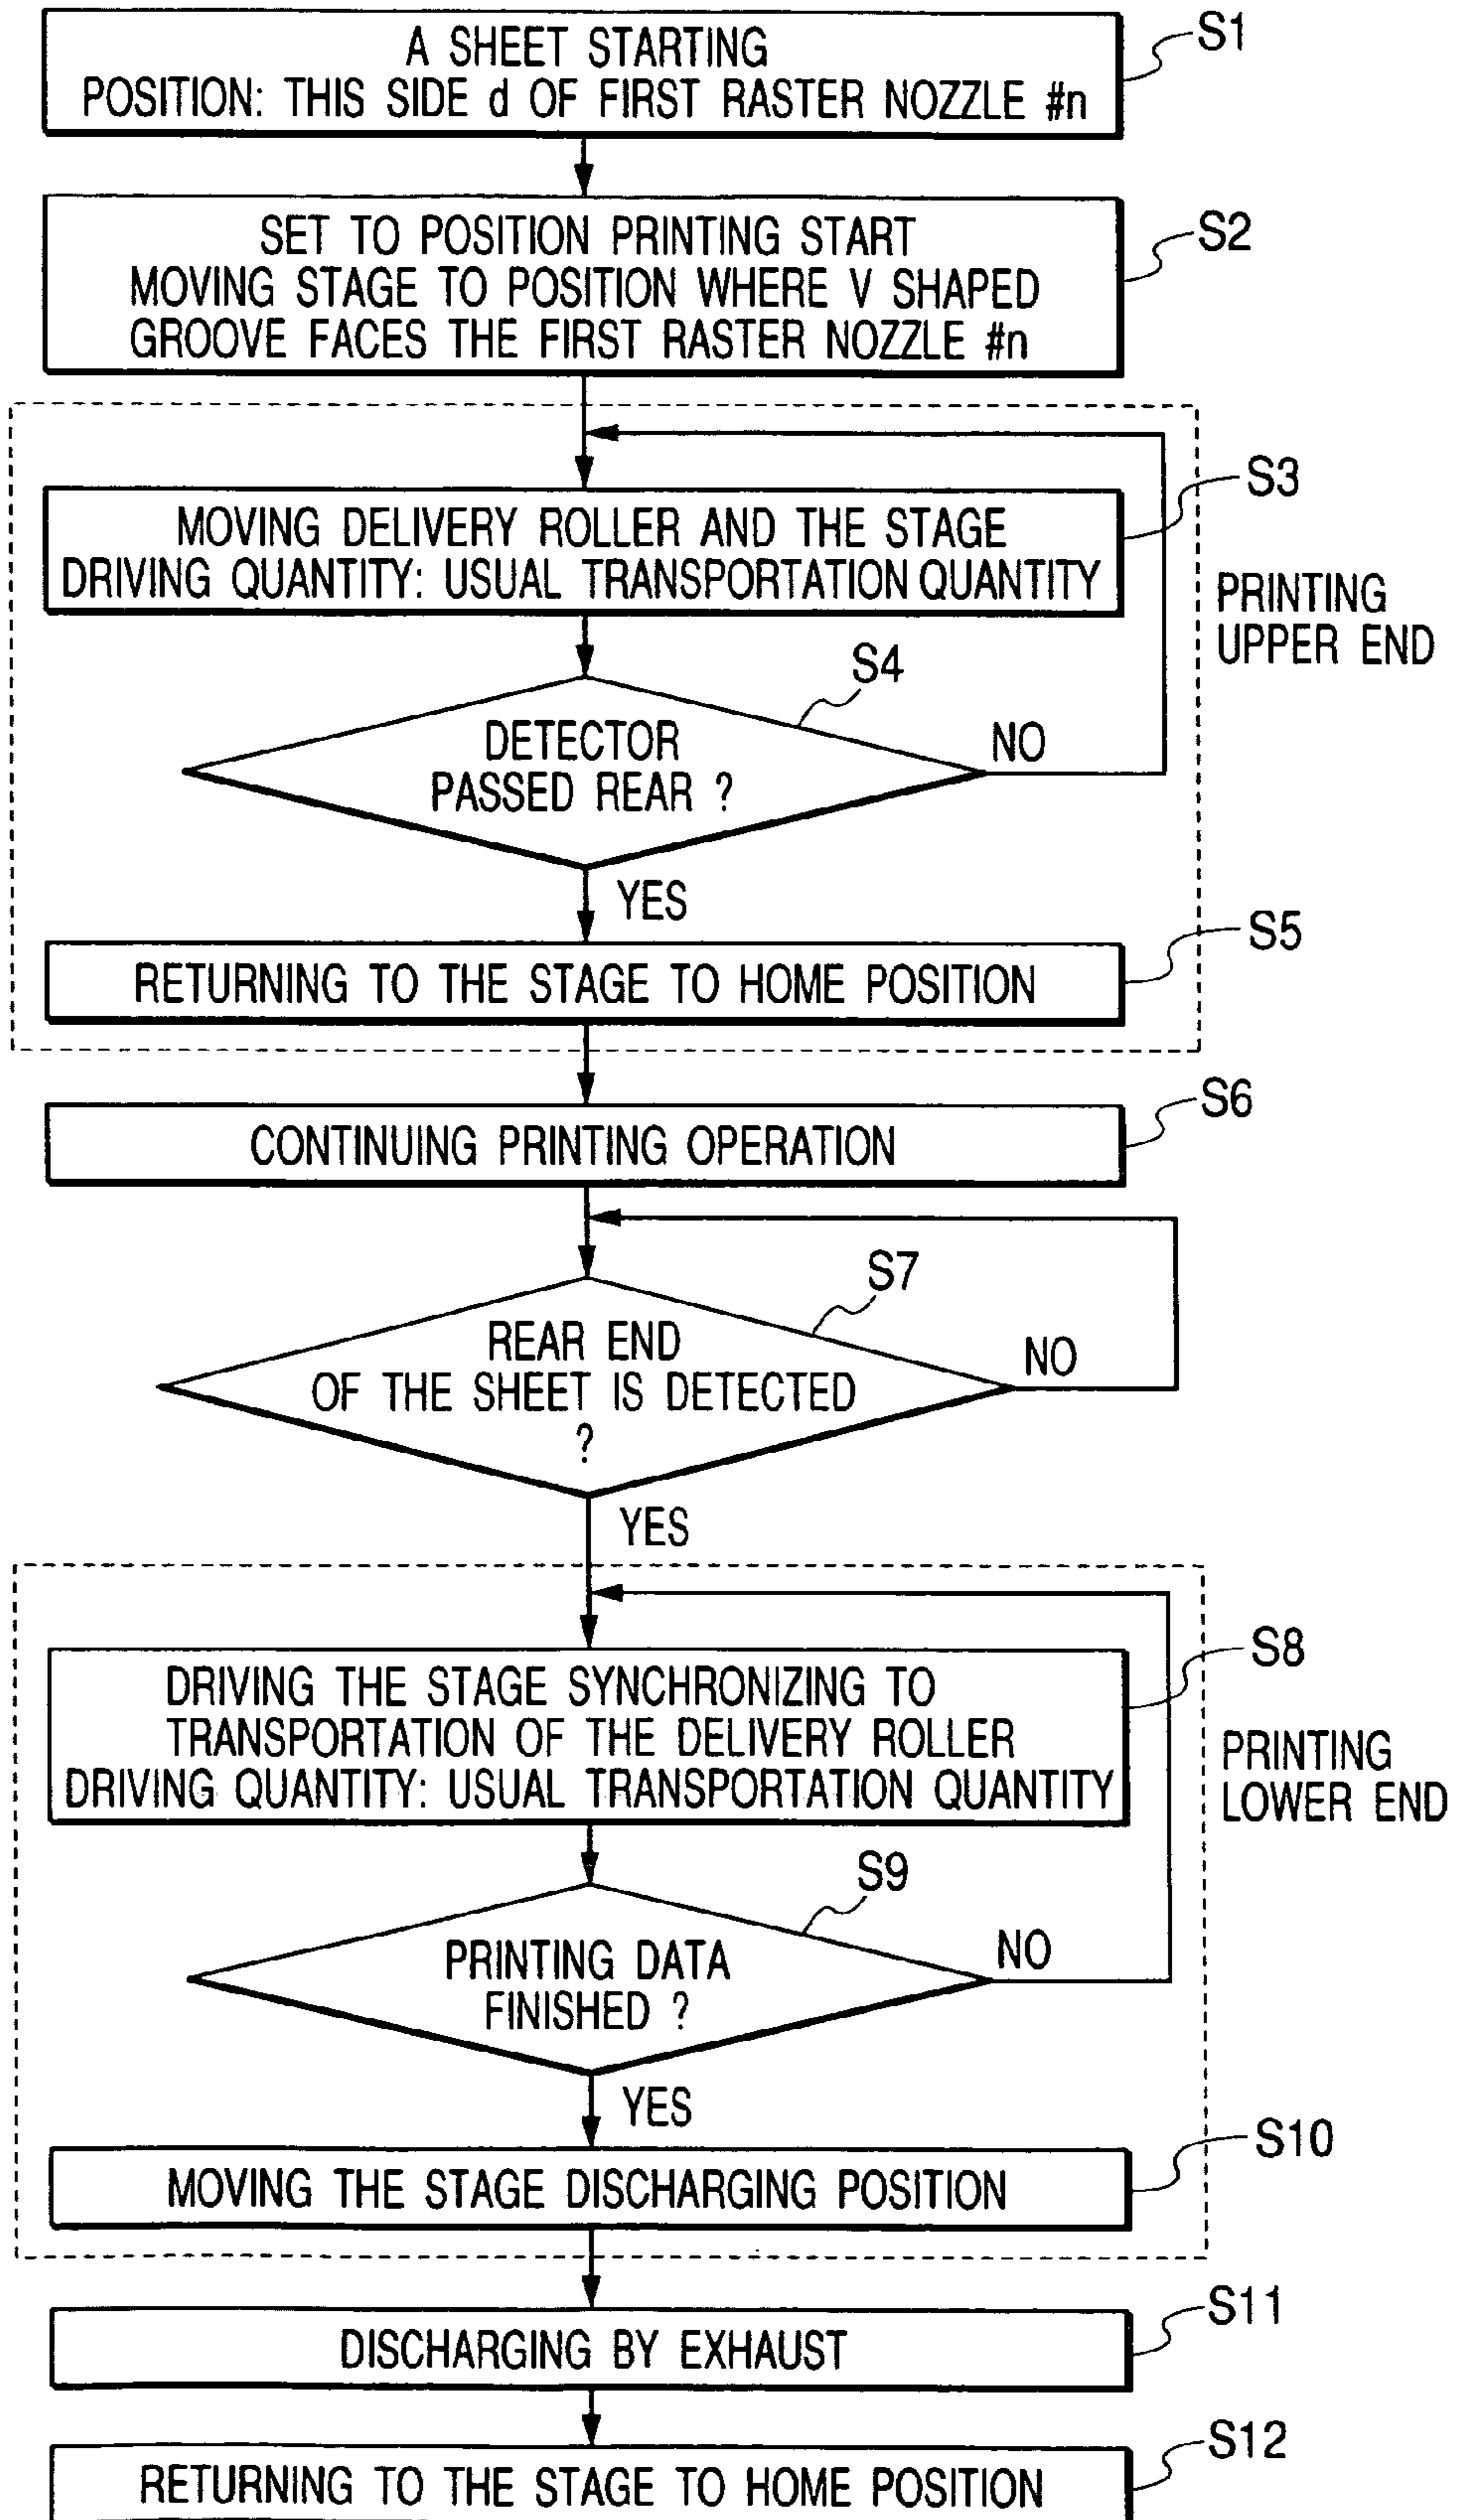 A SHEET STARTING
POSITION: THIS SIDE d OF FIRST RASTER NOZZLE #n
S1
SET TO POSITION PRINTING START
MOVING STAGE TO POSITION WHERE V SHAPED
GROOVE FACES THE FIRST RASTER NOZZLE #n
S2
MOVING DELIVERY ROLLER AND THE STAGE
DRIVING QUANTITY: USUAL TRANSPORTATION QUANTITY
S3
PRINTING
UPPER END
S4
DETECTOR
PASSED REAR ?
NO
YES
RETURNING TO THE STAGE TO HOME POSITION
S5
CONTINUING PRINTING OPERATION
S6
S7
REAR END
OF THE SHEET IS DETECTED
?
NO
YES
DRIVING THE STAGE SYNCHRONIZING TO
TRANSPORTATION OF THE DELIVERY ROLLER
DRIVING QUANTITY: USUAL TRANSPORTATION QUANTITY
S8
PRINTING
LOWER END
S9
PRINTING DATA
FINISHED ?
NO
YES
MOVING THE STAGE DISCHARGING POSITION
S10
DISCHARGING BY EXHAUST
S11
RETURNING TO THE STAGE TO HOME POSITION
S12